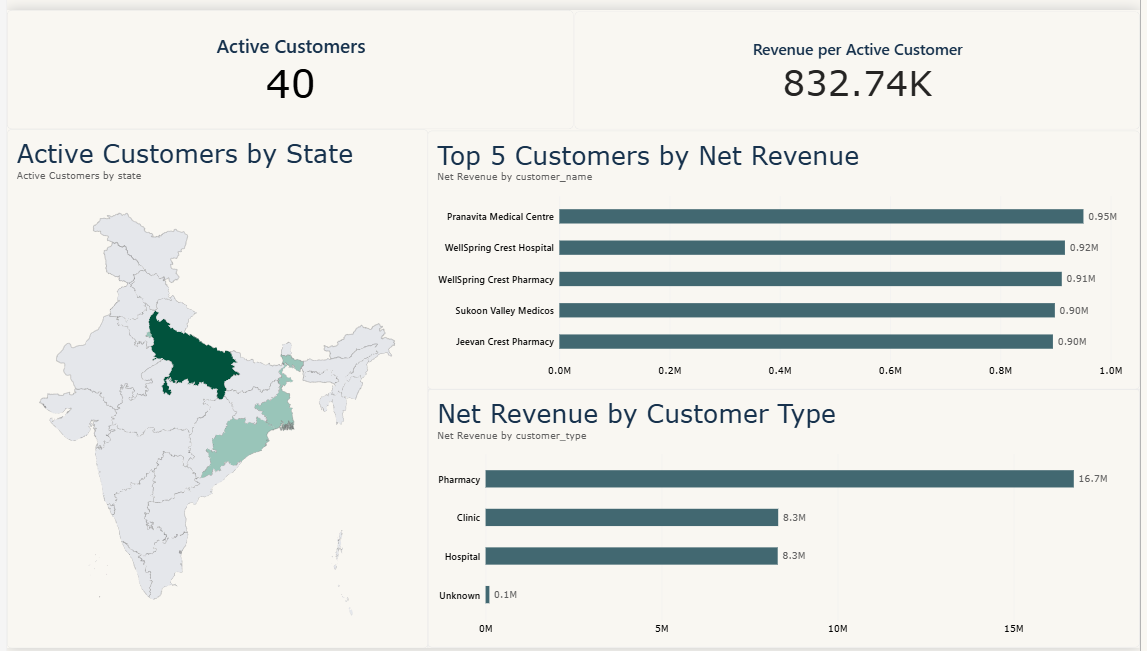 Active Customers
40
Revenue per Active Customer
832.74K
Active Customers by State
Active Customers by state
Top 5 Customers by Net Revenue
Net Revenue by customer_name
Pranavita Medical Centre 0.95M
WellSpring Crest Hospital 0.92M
WellSpring Crest Pharmacy 0.91M
Sukoon Valley Medicos 0.90M
Jeevan Crest Pharmacy 0.90M
0.0M 0.2M 0.4M 0.6M 0.8M 1.0M
Net Revenue by Customer Type
Net Revenue by customer_type
Pharmacy 16.7M
Clinic 8.3M
Hospital 8.3M
Unknown 0.1M
0M 5M 10M 15M